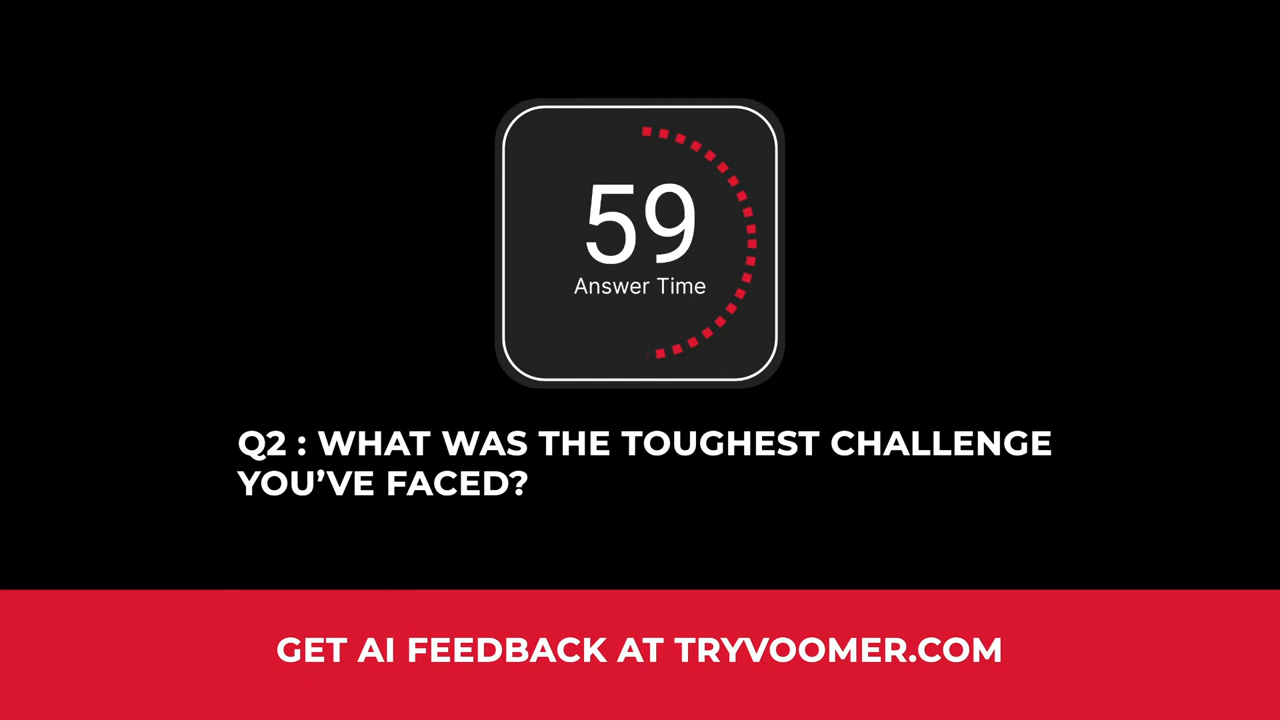 59
Answer Time
Q2 : WHAT WAS THE TOUGHEST CHALLENGE
YOU’VE FACED?
GET AI FEEDBACK AT TRYVOOMER.COM